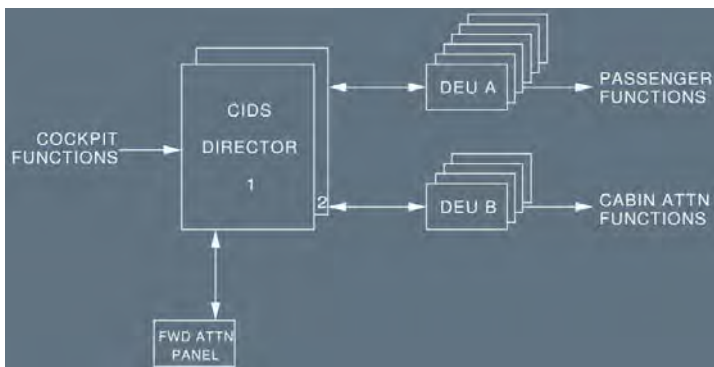 COCKPIT
FUNCTIONS
CIDS
DIRECTOR
1
2
DEU A
PASSENGER
FUNCTIONS
DEU B
CABIN ATTN
FUNCTIONS
FWD ATTN
PANEL